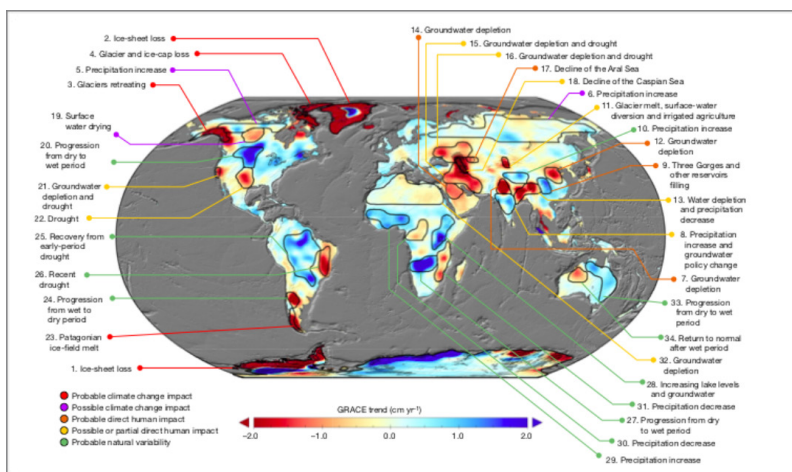 2. Ice-sheet loss
4. Glacier and ice-cap loss
5. Precipitation increase
3. Glaciers retreating
19. Surface
water drying
20. Progression
from dry to
wet period
21. Groundwater
depletion and
drought
22. Drought
25. Recovery from
early-period
drought
26. Recent
drought
24. Progression
from wet to
dry period
23. Patagonian
ice-field melt
1. Ice-sheet loss
14. Groundwater
depletion
15. Groundwater depletion and drought
16. Groundwater depletion and drought
17. Decline of the Aral Sea
18. Decline of the Caspian Sea
6. Precipitation increase
11. Glacier melt, surface-water
diversion and irrigated agriculture
10. Precipitation increase
12. Groundwater
depletion
9. Three Gorges and
other reservoirs
filling
13. Water depletion
and precipitation
decrease
8. Precipitation
increase and
groundwater
policy change
7. Groundwater
depletion
33. Progression
from dry to wet
period
34. Return to normal
after wet period
32. Groundwater
depletion
28. Increasing lake levels
and groundwater
31. Precipitation decrease
27. Progression from dry
to wet period
30. Precipitation decrease
29. Precipitation increase
Probable climate change impact
Possible climate change impact
Probable direct human impact
Possible or partial direct human impact
Probable natural variability
GRACE trend (cm yr⁻¹)
−2.0 −1.0 0.0 1.0 2.0